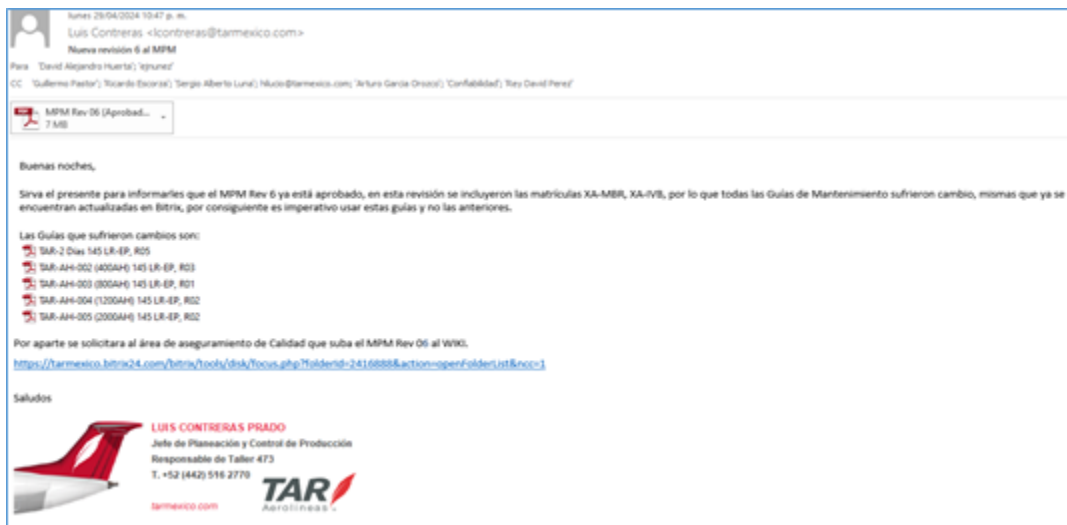 lunes 29/04/2024 10:47 p. m.
Luis Contreras <lcontreras@tarmexico.com>
Nueva revisión 6 al MPM
Para 'David Alejandro Huerta'; 'ejnunez'
CC 'Guillermo Pastor'; 'Ricardo Escorza'; 'Sergio Alberto Luna'; hlucio@tarmexico.com; 'Arturo Garcia Orozco'; 'Confiabilidad'; 'Rey David Perez'
MPM Rev 06 (Aprobad...
7 MB
Buenas noches,
Sirva el presente para informarles que el MPM Rev 6 ya está aprobado, en esta revisión se incluyeron las matrículas XA-MBR, XA-IVB, por lo que todas las Guías de Mantenimiento sufrieron cambio, mismas que ya se
encuentran actualizadas en Bitrix, por consiguiente es imperativo usar estas guías y no las anteriores.
Las Guías que sufrieron cambios son:
TAR-2 Dias 145 LR-EP, R05
TAR-AH-002 (400AH) 145 LR-EP, R03
TAR-AH-003 (800AH) 145 LR-EP, R01
TAR-AH-004 (1200AH) 145 LR-EP, R02
TAR-AH-005 (2000AH) 145 LR-EP, R02
Por aparte se solicitara al área de aseguramiento de Calidad que suba el MPM Rev 06 al WIKI.
https://tarmexico.bitrix24.com/bitrix/tools/disk/focus.php?folderId=2416888&action=openFolderList&ncc=1
Saludos
LUIS CONTRERAS PRADO
Jefe de Planeación y Control de Producción
Responsable de Taller 473
T. +52 (442) 516 2770
TAR
Aerolíneas
tarmexico.com